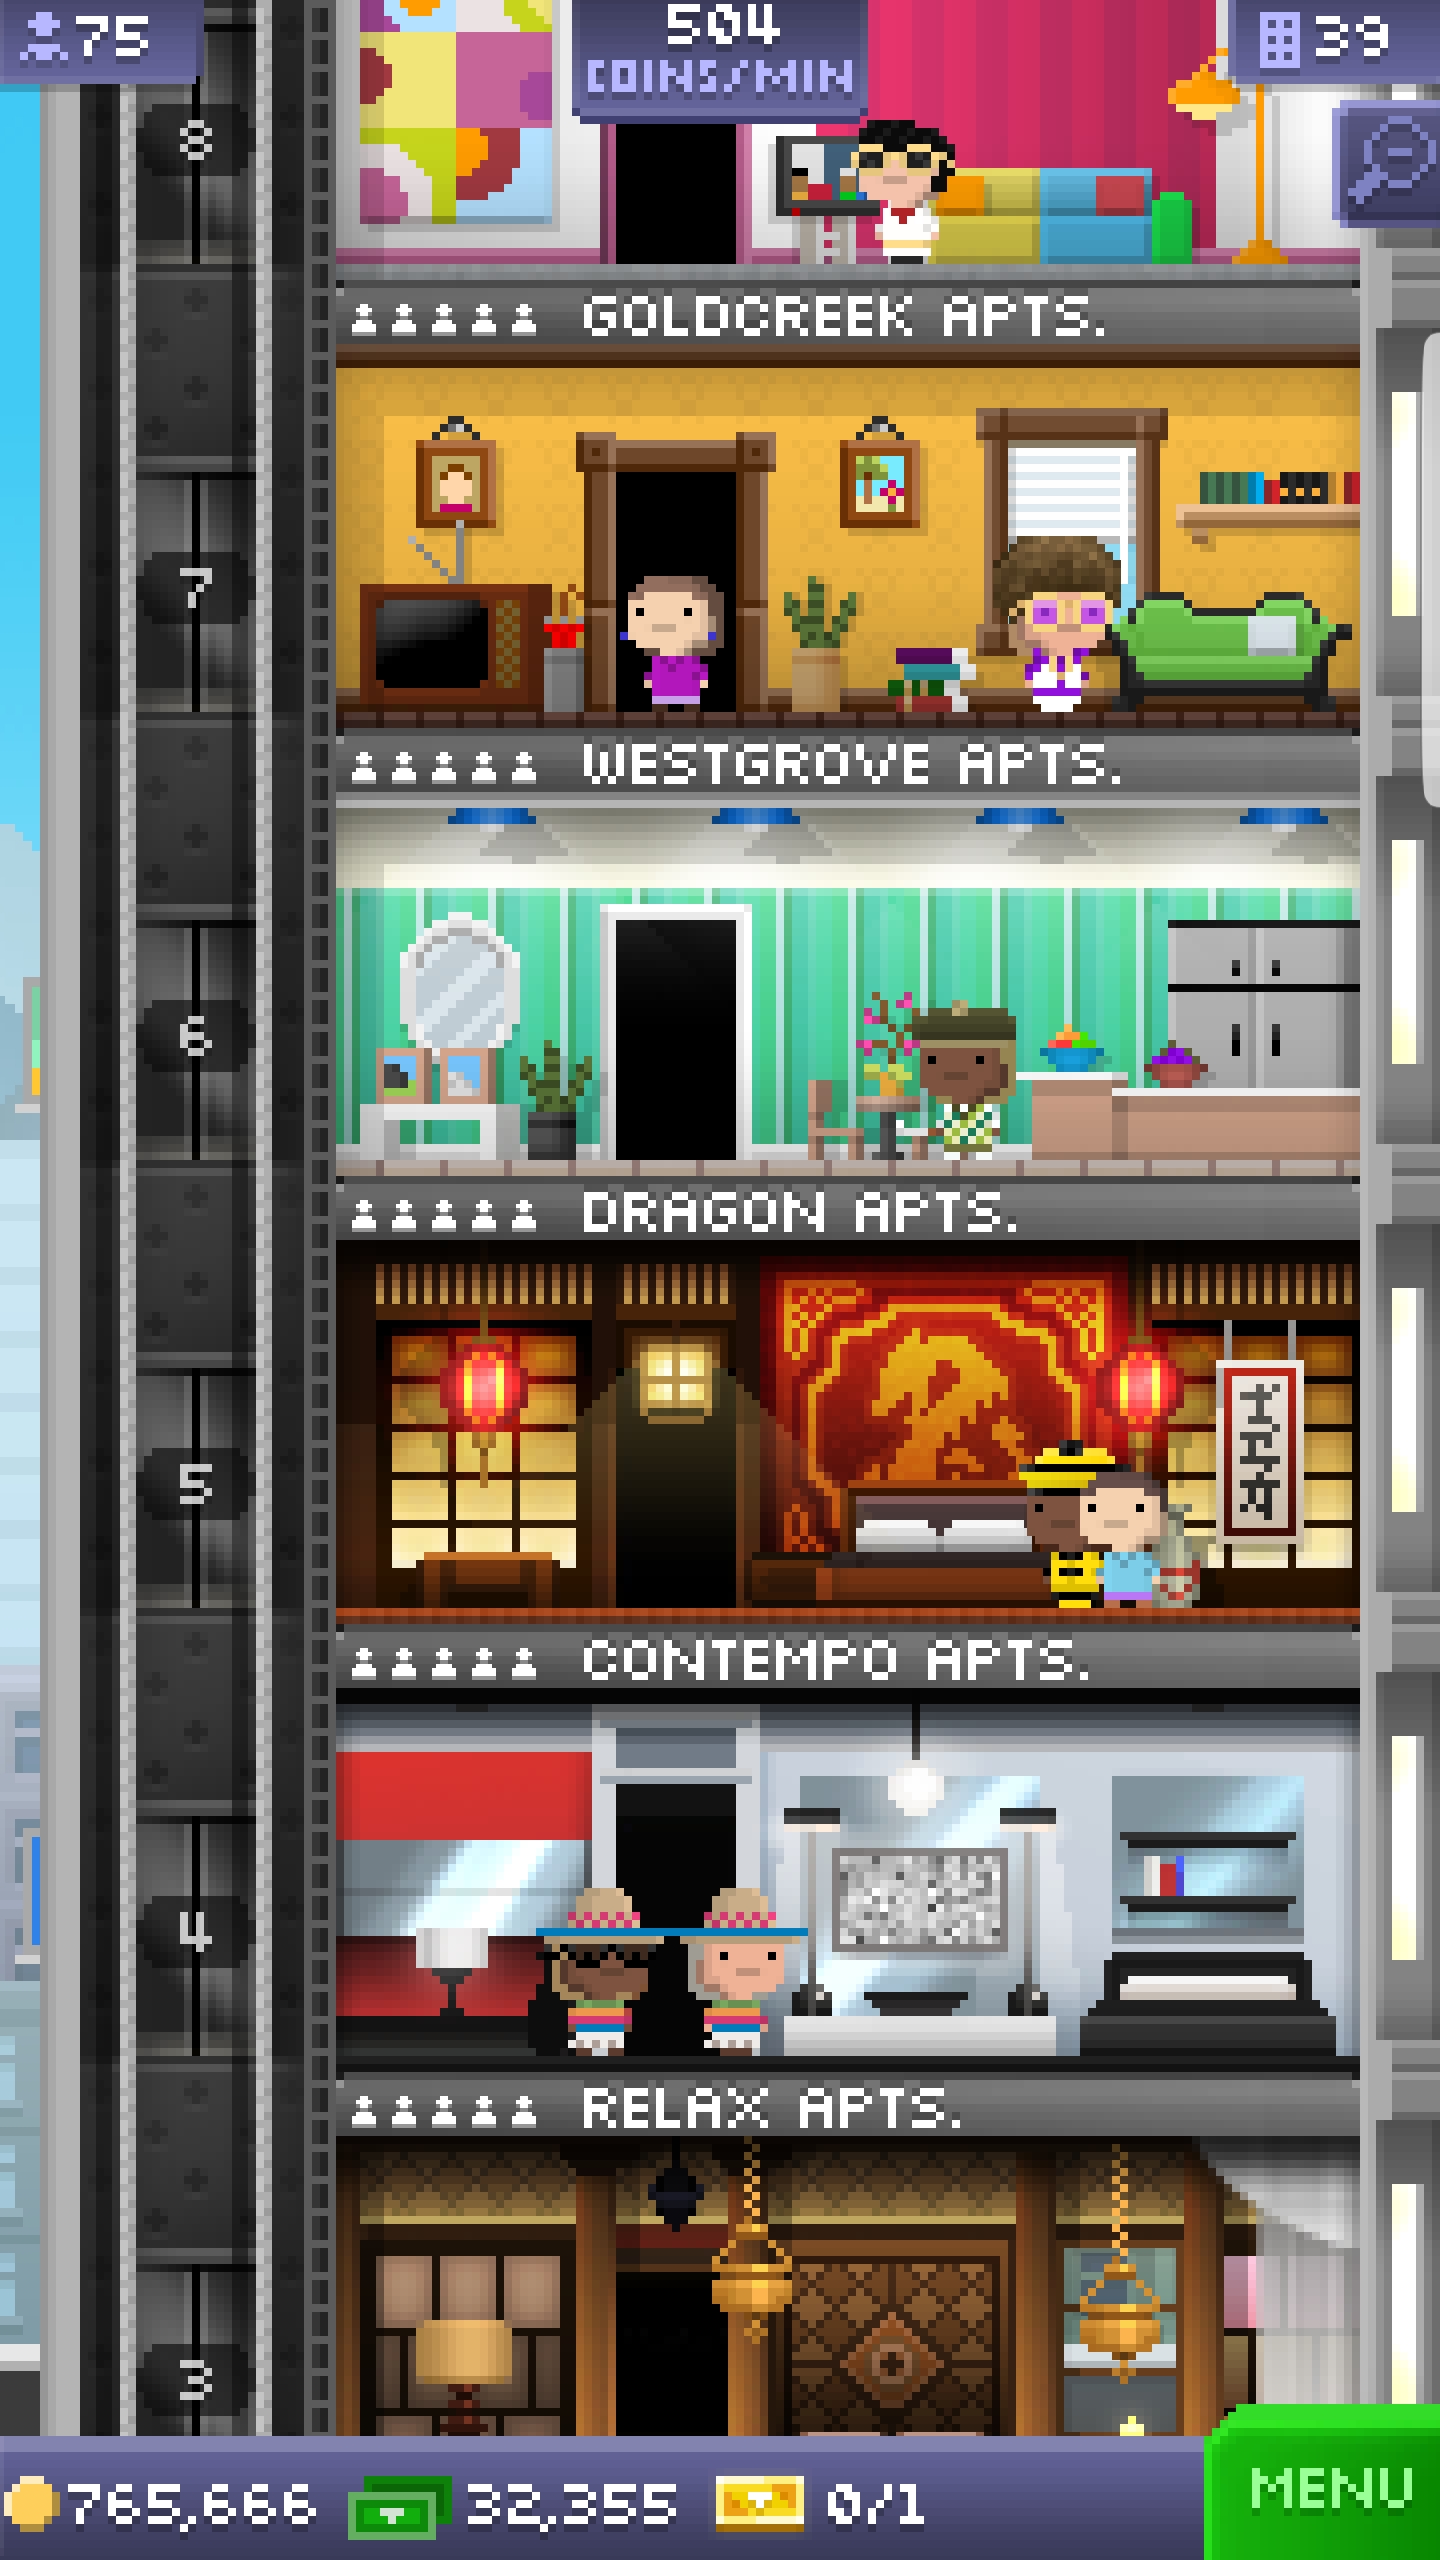 75
504
COINS/MIN
39
8
GOLDCREEK APTS.
7
WESTGROVE APTS.
6
DRAGON APTS.
5
CONTEMPO APTS.
4
RELAX APTS.
3
765,666
32,355
0/1
MENU